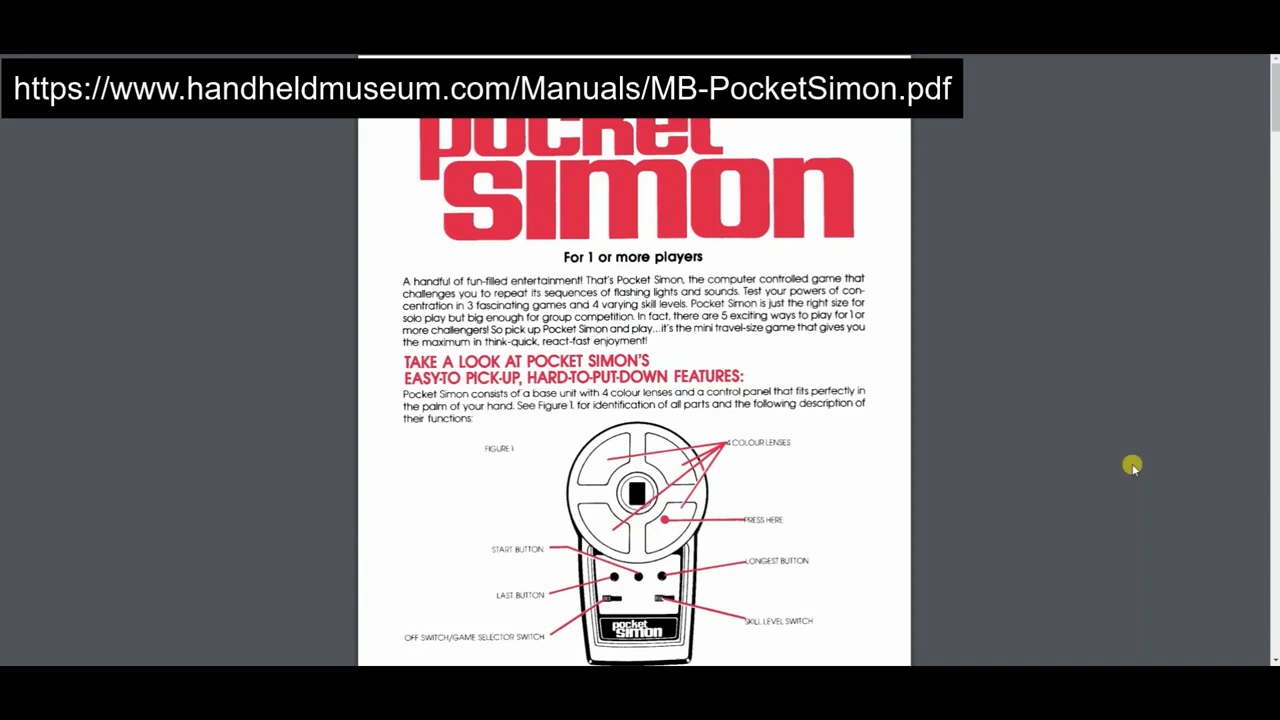 https://www.handheldmuseum.com/Manuals/MB-PocketSimon.pdf
pocket
simon
For 1 or more players
A handful of fun-filled entertainment! That's Pocket Simon, the computer controlled game that
challenges you to repeat its sequences of flashing lights and sounds. Test your powers of con-
centration in 3 fascinating games and 4 varying skill levels. Pocket Simon is just the right size for
solo play but big enough for group competition. In fact, there are 5 exciting ways to play for 1 or
more challengers! So pick up Pocket Simon and play...it's the mini travel-size game that gives you
the maximum in think-quick, react-fast enjoyment!
TAKE A LOOK AT POCKET SIMON'S
EASY-TO PICK-UP, HARD-TO-PUT-DOWN FEATURES:
Pocket Simon consists of a base unit with 4 colour lenses and a control panel that fits perfectly in
the palm of your hand. See Figure 1. for identification of all parts and the following description of
their functions:
FIGURE 1
4 COLOUR LENSES
PRESS HERE
START BUTTON
LONGEST BUTTON
LAST BUTTON
SKILL LEVEL SWITCH
OFF SWITCH/GAME SELECTOR SWITCH
pocket
simon